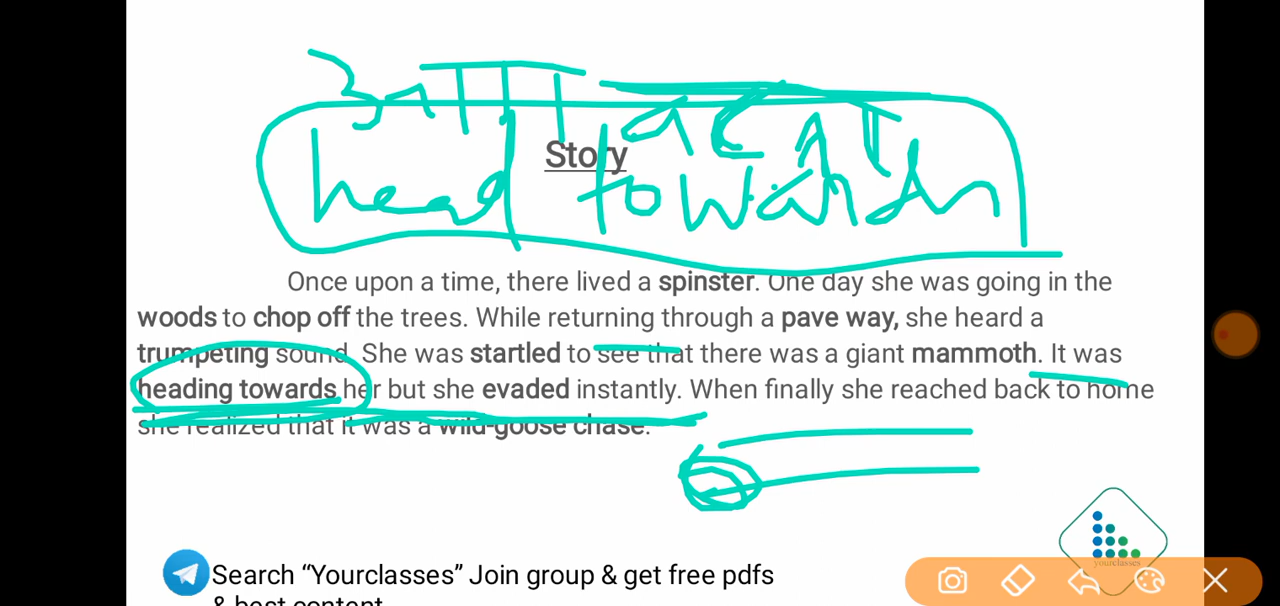 Story
head towards
Once upon a time, there lived a spinster. One day she was going in the
woods to chop off the trees. While returning through a pave way, she heard a
trumpeting sound. She was startled to see that there was a giant mammoth. It was
heading towards her but she evaded instantly. When finally she reached back to home
she realized that it was a wild-goose chase.
yourclasses
Search “Yourclasses” Join group & get free pdfs
& best content